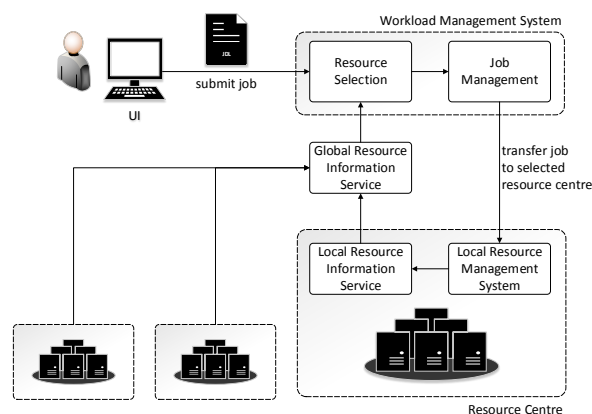 Workload Management System
JDL
Resource
Selection
Job
Management
submit job
UI
Global Resource
Information
Service
transfer job
to selected
resource centre
Local Resource
Information
Service
Local Resource
Management
System
Resource Centre